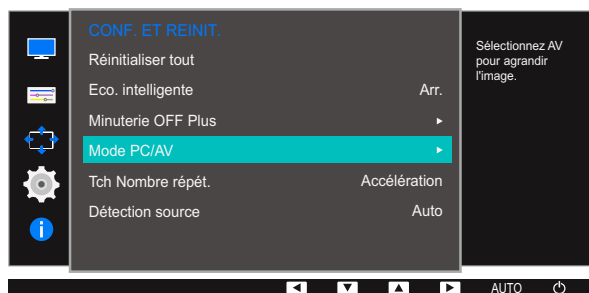 CONF. ET REINIT.
Réinitialiser tout
Eco. intelligente Arr.
Minuterie OFF Plus
Mode PC/AV
Tch Nombre répét. Accélération
Détection source Auto
Sélectionnez AV
pour agrandir
l'image.
AUTO